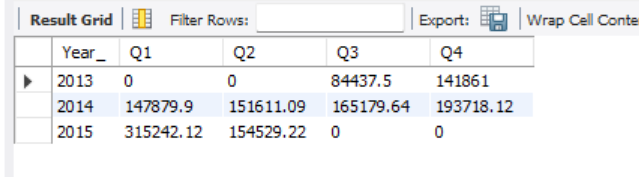 Result Grid Filter Rows: Export: Wrap Cell Conte
Year_ Q1 Q2 Q3 Q4
2013 0 0 84437.5 141861
2014 147879.9 151611.09 165179.64 193718.12
2015 315242.12 154529.22 0 0